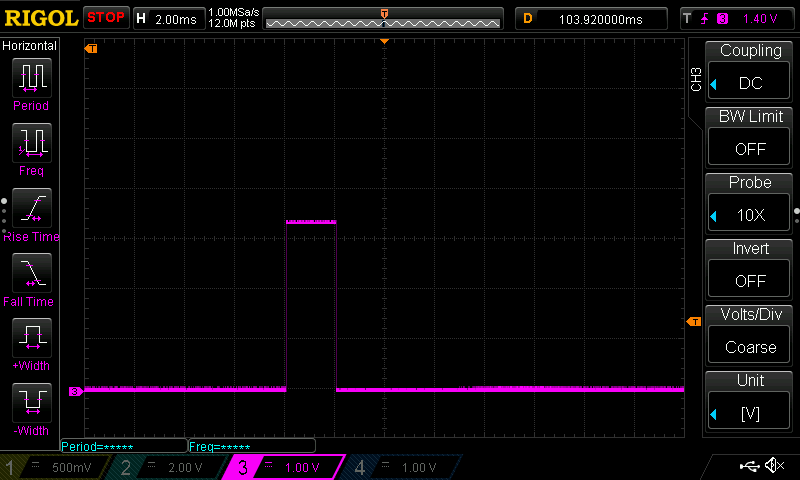 RIGOL STOP H 2.00ms 1.00MSa/s 12.0M pts T D 103.920000ms T 3 1.40 V
Horizontal
Period
Freq
Rise Time
Fall Time
+Width
-Width
T
T
3
CH3
Coupling
DC
BW Limit
OFF
Probe
10X
Invert
OFF
Volts/Div
Coarse
Unit
[V]
Period=*****
Freq=*****
1 500mV 2 2.00 V 3 1.00 V 4 1.00 V